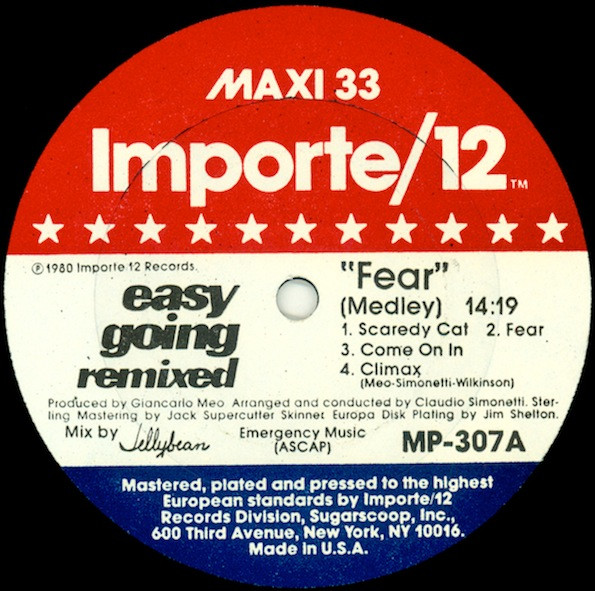 MAXI 33
Importe/12 ™
℗ 1980 Importe 12 Records.
easy
going
remixed
"Fear"
(Medley) 14:19
1. Scaredy Cat 2. Fear
3. Come On In
4. Climax
(Meo-Simonetti-Wilkinson)
Produced by Giancarlo Meo Arranged and conducted by Claudio Simonetti. Ster-
ling Mastering by Jack Supercutter Skinner Europa Disk Plating by Jim Shelton.
Mix by Jellybean
Emergency Music
(ASCAP)
MP-307A
Mastered, plated and pressed to the highest
European standards by Importe/12
Records Division, Sugarscoop, Inc.,
600 Third Avenue, New York, NY 10016.
Made in U.S.A.